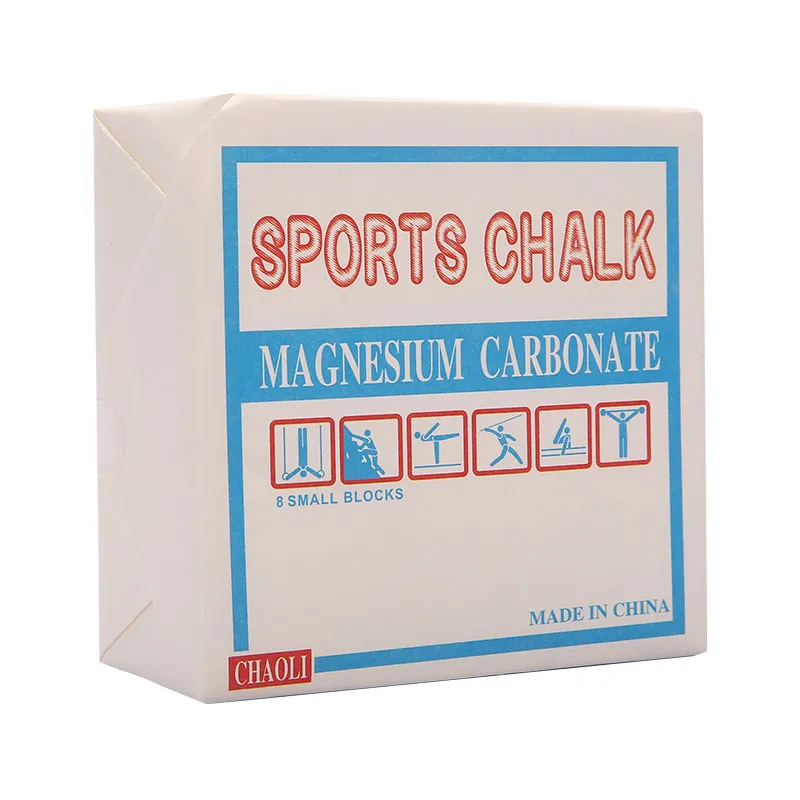 SPORTS CHALK
MAGNESIUM CARBONATE
8 SMALL BLOCKS
MADE IN CHINA
CHAOLI